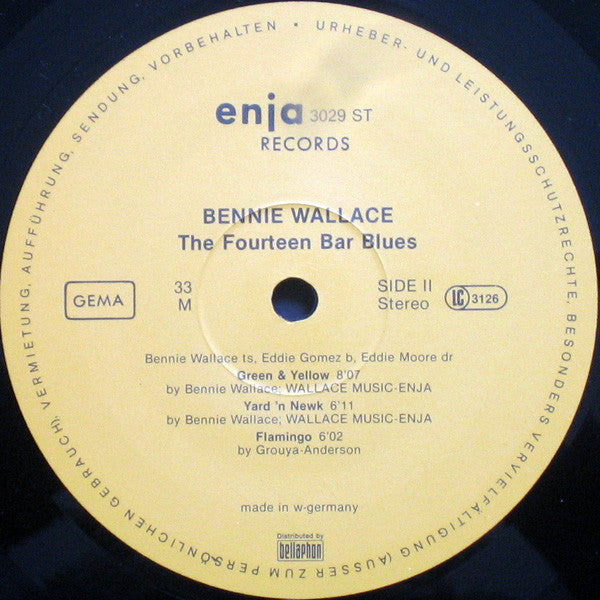 URHEBER- UND LEISTUNGSSCHUTZRECHTE, BESONDERS VERVIELFÄLTIGUNG (AUSSER ZUM PERSÖNLICHEN GEBRAUCH), VERMIETUNG, AUFFÜHRUNG, SENDUNG, VORBEHALTEN •
enja 3029 ST
RECORDS
BENNIE WALLACE
The Fourteen Bar Blues
GEMA
33
M
SIDE II
Stereo
LC 3126
Bennie Wallace ts, Eddie Gomez b, Eddie Moore dr
Green & Yellow 8'07
by Bennie Wallace; WALLACE MUSIC-ENJA
Yard 'n Newk 6'11
by Bennie Wallace; WALLACE MUSIC-ENJA
Flamingo 6'02
by Grouya-Anderson
made in w-germany
Distributed by
bellaphon